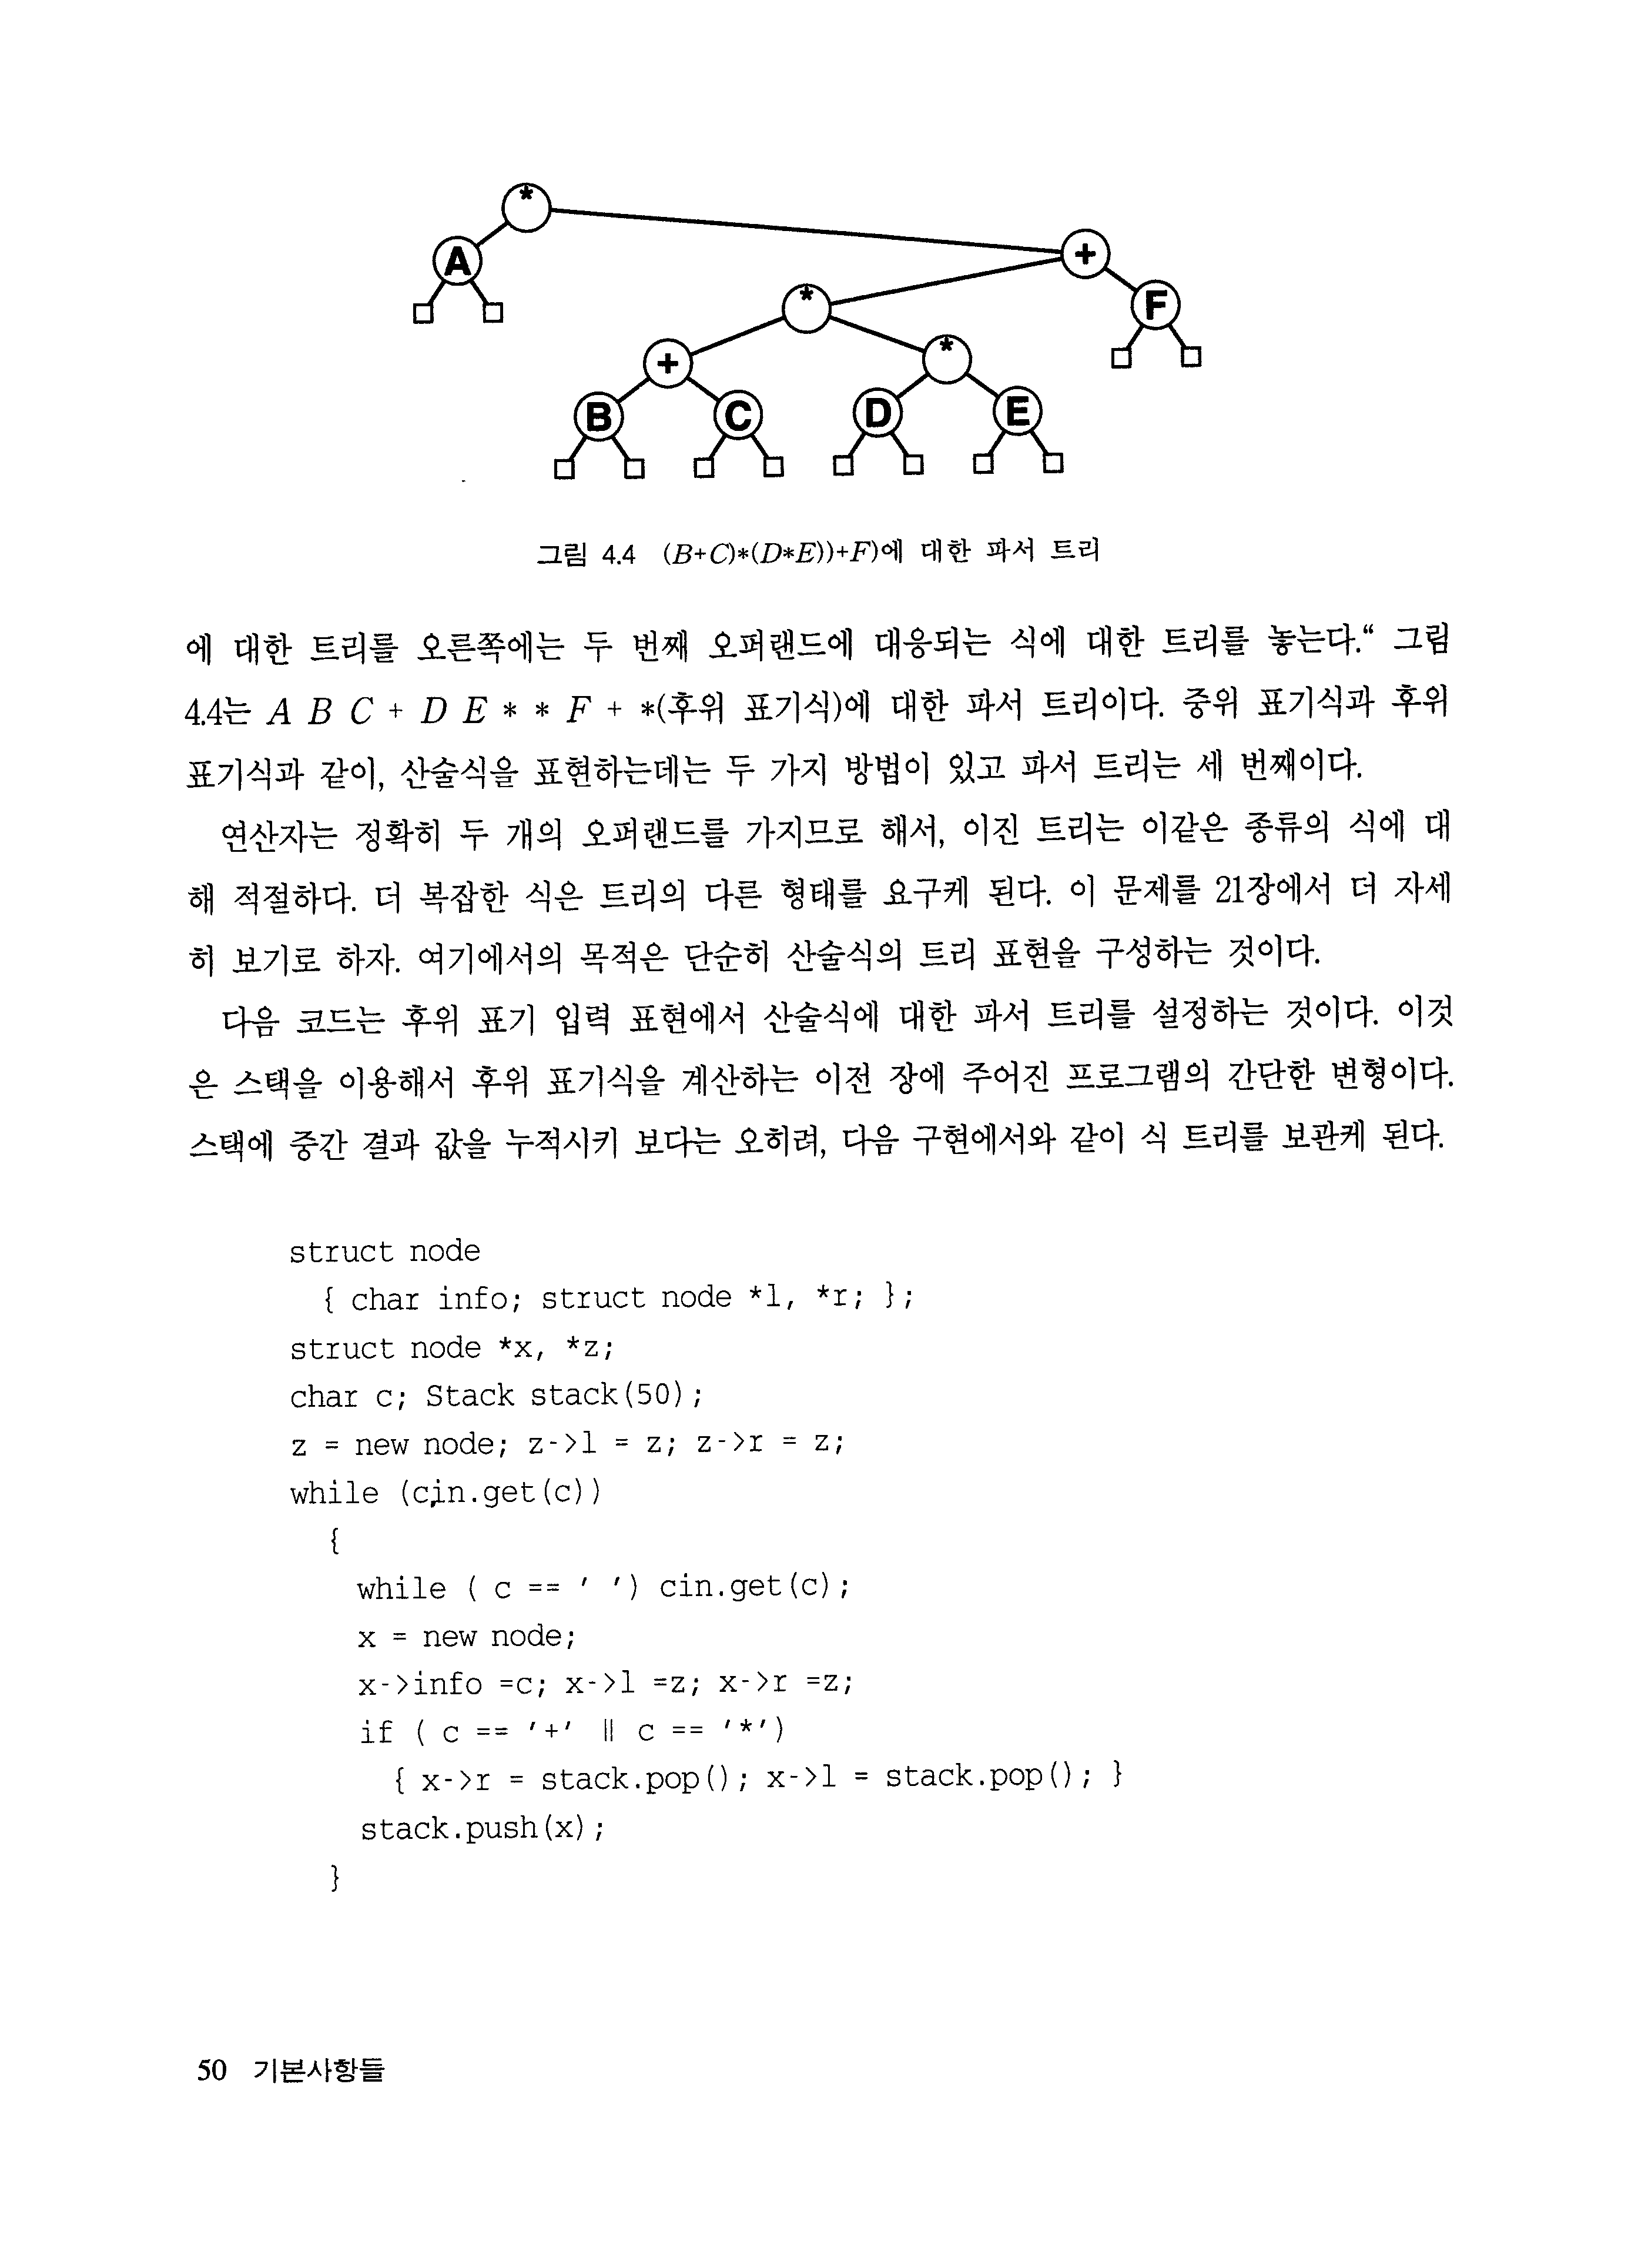 *
A
+
*
F
+
*
B
C
D
E
그림 4.4 (B+C)*(D*E))+F)에 대한 파서 트리
에 대한 트리를 오른쪽에는 두 번째 오퍼랜드에 대응되는 식에 대한 트리를 놓는다.“ 그림
4.4는 A B C + D E * * F + *(후위 표기식)에 대한 파서 트리이다. 중위 표기식과 후위
표기식과 같이, 산술식을 표현하는데는 두 가지 방법이 있고 파서 트리는 세 번째이다.
연산자는 정확히 두 개의 오퍼랜드를 가지므로 해서, 이진 트리는 이같은 종류의 식에 대
해 적절하다. 더 복잡한 식은 트리의 다른 형태를 요구케 된다. 이 문제를 21장에서 더 자세
히 보기로 하자. 여기에서의 목적은 단순히 산술식의 트리 표현을 구성하는 것이다.
다음 코드는 후위 표기 입력 표현에서 산술식에 대한 파서 트리를 설정하는 것이다. 이것
은 스택을 이용해서 후위 표기식을 계산하는 이전 장에 주어진 프로그램의 간단한 변형이다.
스택에 중간 결과 값을 누적시키 보다는 오히려, 다음 구현에서와 같이 식 트리를 보관케 된다.
struct node
{ char info; struct node *l, *r; };
struct node *x, *z;
char c; Stack stack(50);
z = new node; z->l = z; z->r = z;
while (cin.get(c))
{
while ( c == ' ') cin.get(c);
x = new node;
x->info =c; x->l =z; x->r =z;
if ( c == '+' || c == '*')
{ x->r = stack.pop(); x->l = stack.pop(); }
stack.push(x);
}
50 기본사항들